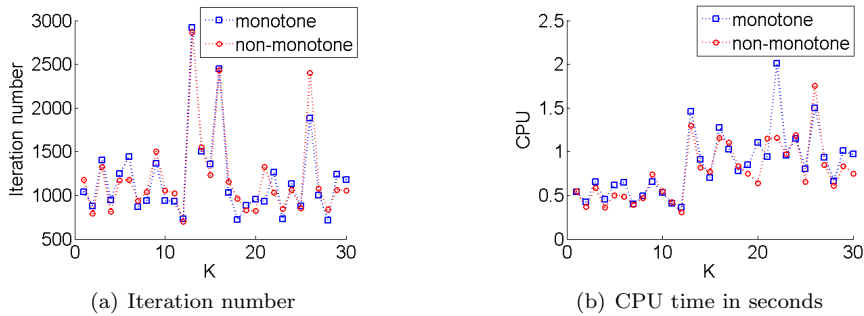 monotone
non-monotone
3000
2500
2000
1500
1000
500
Iteration number
0
10
20
30
K
(a) Iteration number
monotone
non-monotone
2.5
2
1.5
1
0.5
0
CPU
0
10
20
30
K
(b) CPU time in seconds